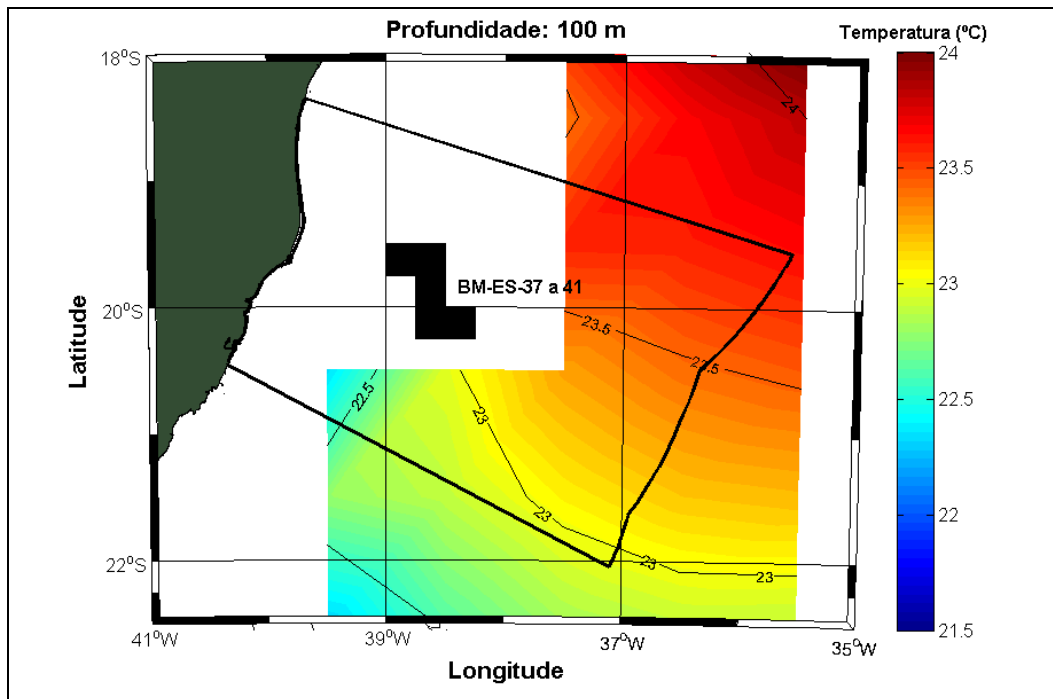 Profundidade: 100 m
Temperatura (ºC)
18ºS
20ºS
22ºS
Latitude
41ºW
39ºW
37ºW
35ºW
Longitude
BM-ES-37 a 41
24
23.5
23.5
22.5
23
23
23
23
24
23.5
23
22.5
22
21.5